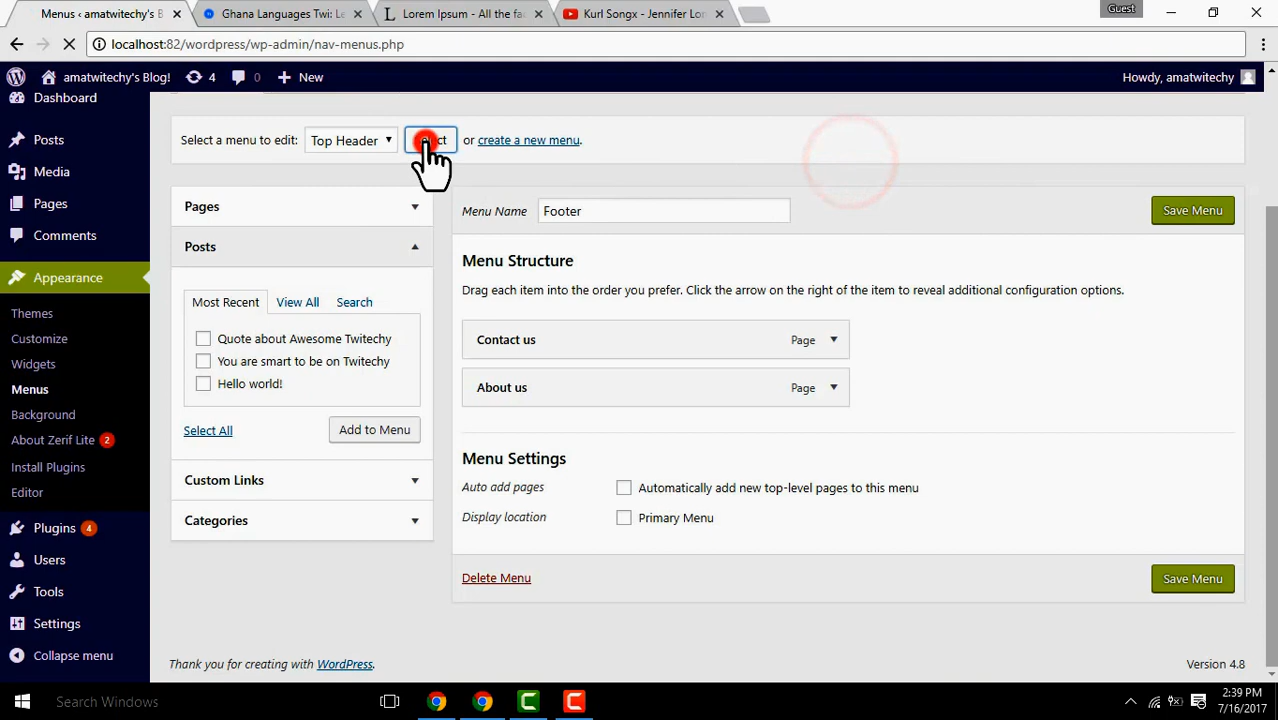 Menus ‹ amatwitechy's B
Ghana Languages Twi: Le
Lorem Ipsum - All the fac
Kurl Songx - Jennifer Lon
Guest
localhost:82/wordpress/wp-admin/nav-menus.php
amatwitechy's Blog!
4
0
New
Howdy, amatwitechy
Dashboard
Posts
Media
Pages
Comments
Appearance
Themes
Customize
Widgets
Menus
Background
About Zerif Lite 2
Install Plugins
Editor
Plugins 4
Users
Tools
Settings
Collapse menu
Select a menu to edit: Top Header or create a new menu.
Pages
Posts
Most Recent View All Search
Quote about Awesome Twitechy
You are smart to be on Twitechy
Hello world!
Select All Add to Menu
Custom Links
Categories
Menu Name Footer Save Menu
Menu Structure
Drag each item into the order you prefer. Click the arrow on the right of the item to reveal additional configuration options.
Contact us Page
About us Page
Menu Settings
Auto add pages Automatically add new top-level pages to this menu
Display location Primary Menu
Delete Menu Save Menu
Thank you for creating with WordPress. Version 4.8
Search Windows
2:39 PM
7/16/2017